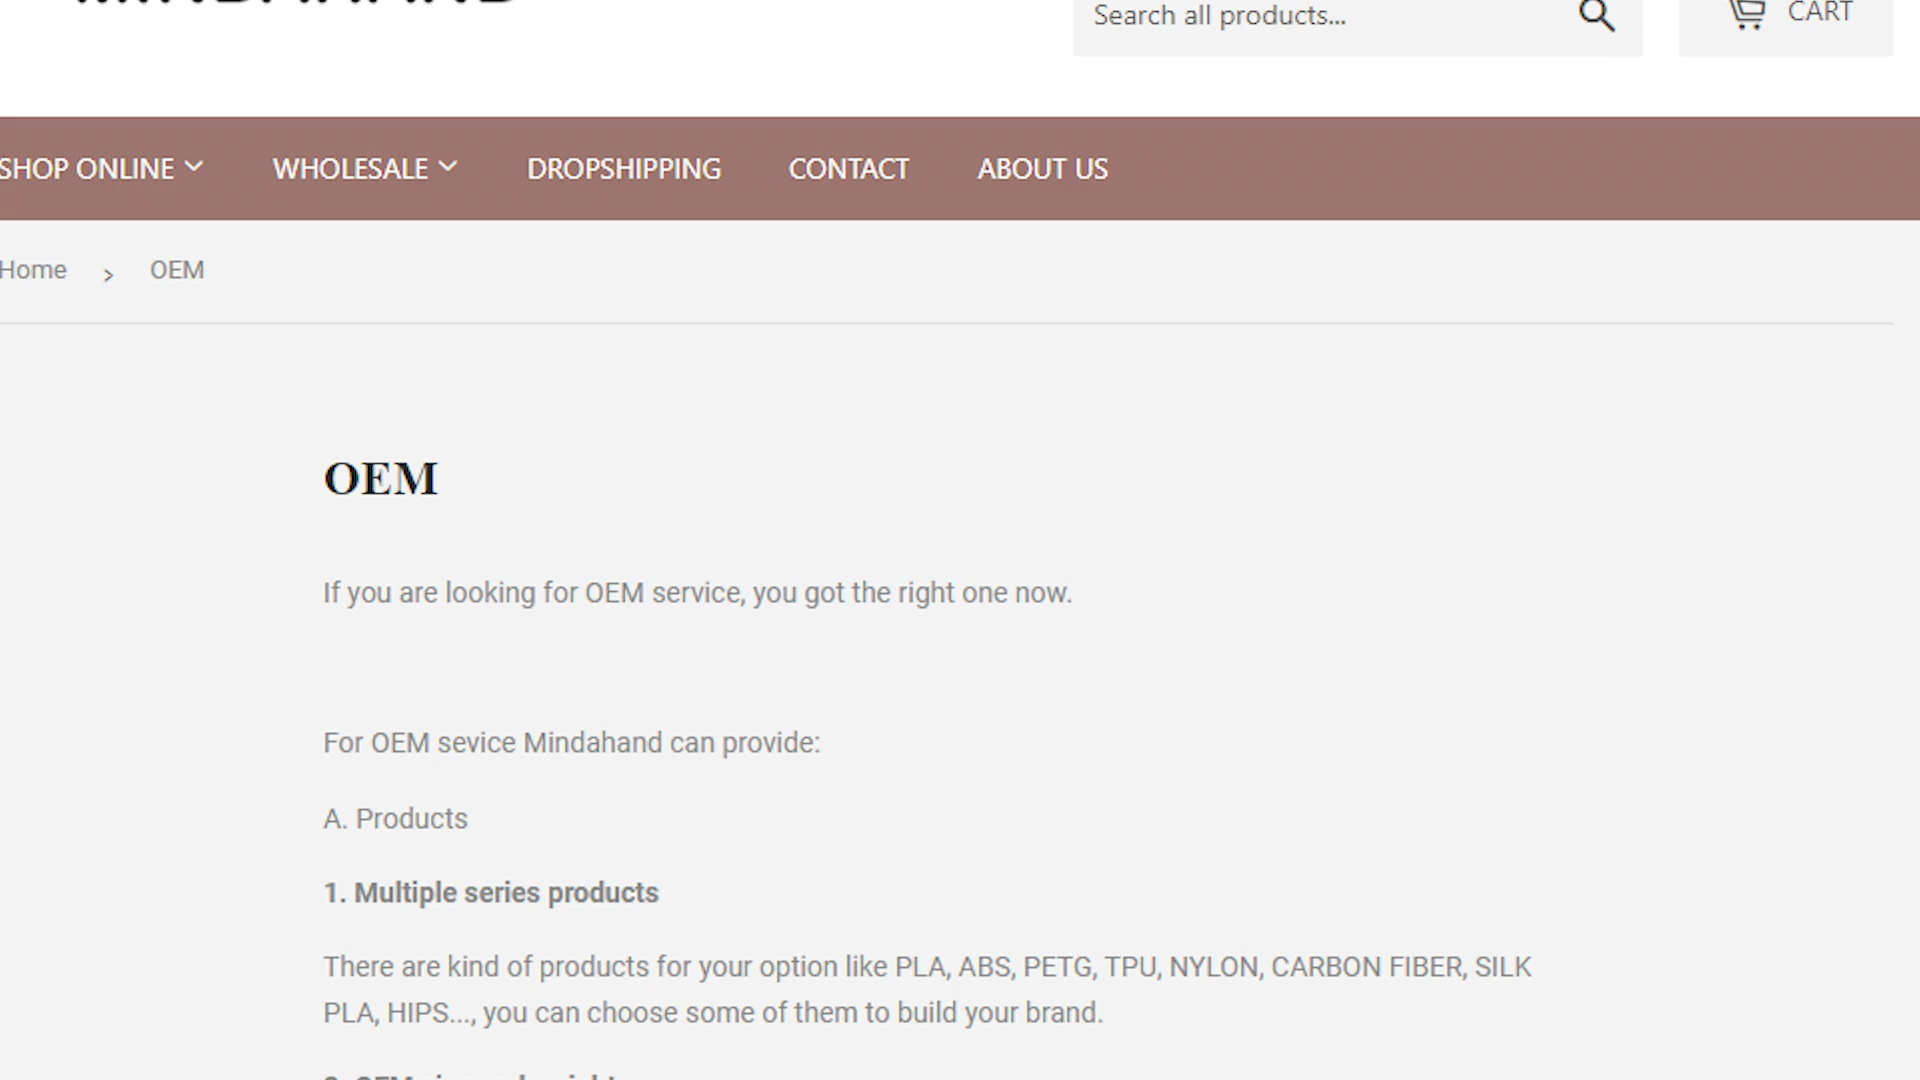 Search all products...
CART
SHOP ONLINE
WHOLESALE
DROPSHIPPING
CONTACT
ABOUT US
Home > OEM
OEM
If you are looking for OEM service, you got the right one now.
For OEM sevice Mindahand can provide:
A. Products
1. Multiple series products
There are kind of products for your option like PLA, ABS, PETG, TPU, NYLON, CARBON FIBER, SILK
PLA, HIPS..., you can choose some of them to build your brand.